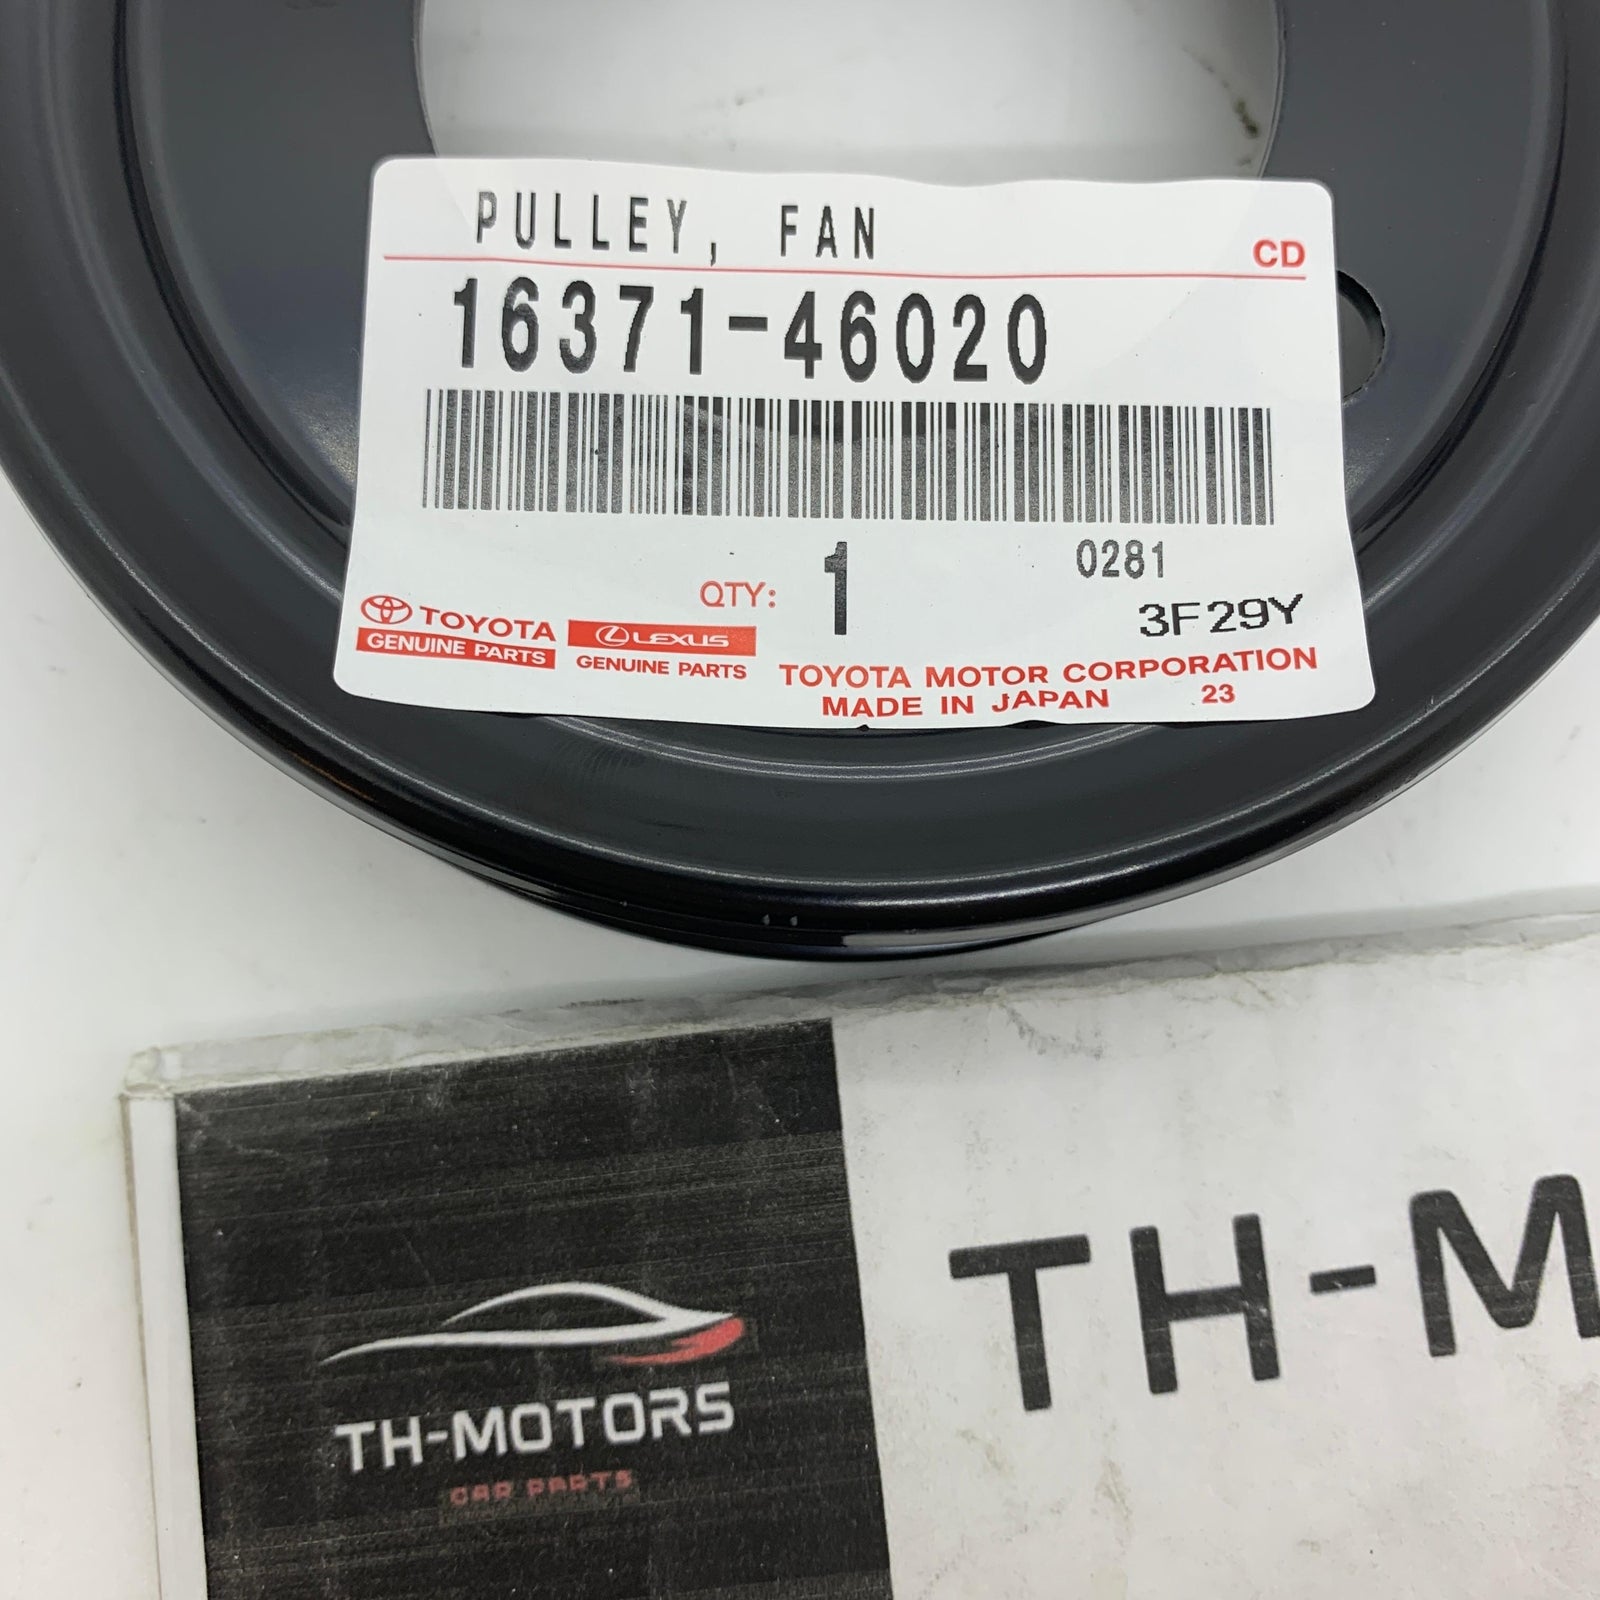 PULLEY, FAN
CD
16371-46020
QTY: 1
0281
3F29Y
TOYOTA
GENUINE PARTS
LEXUS
GENUINE PARTS
TOYOTA MOTOR CORPORATION
MADE IN JAPAN 23
TH-M
TH-MOTORS
CAR PARTS